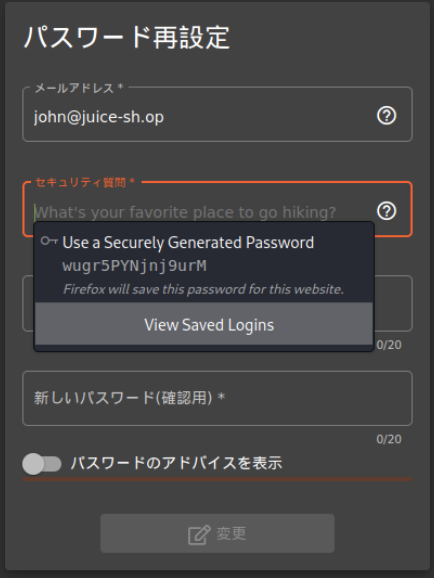 パスワード再設定
メールアドレス *
john@juice-sh.op
セキュリティ質問 *
What's your favorite place to go hiking?
Use a Securely Generated Password
wugr5PYNjnj9urM
Firefox will save this password for this website.
View Saved Logins
0/20
新しいパスワード(確認用) *
0/20
パスワードのアドバイスを表示
変更